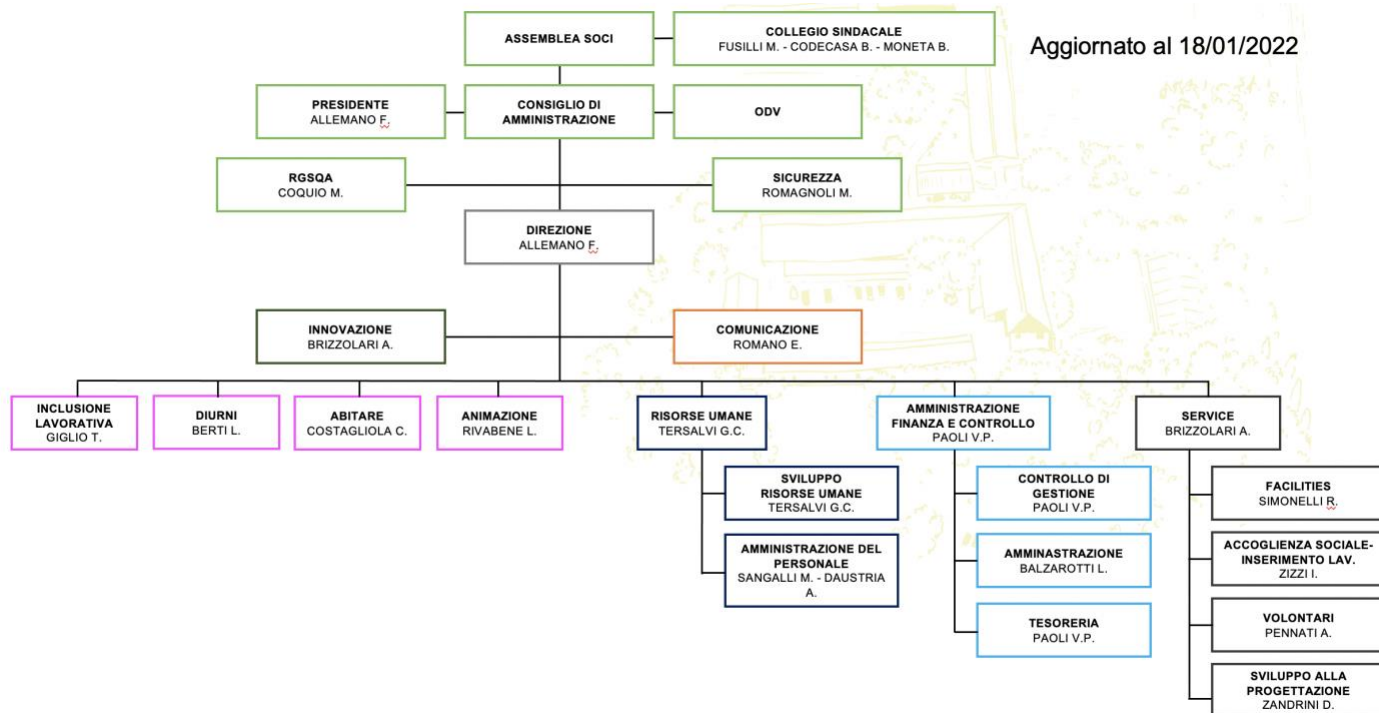 ASSEMBLEA SOCI
COLLEGIO SINDACALE
FUSILLI M. - CODECASA B. - MONETA B.
Aggiornato al 18/01/2022
PRESIDENTE
ALLEMANO F.
CONSIGLIO DI
AMMINISTRAZIONE
ODV
RGSQA
COQUIO M.
SICUREZZA
ROMAGNOLI M.
DIREZIONE
ALLEMANO F.
INNOVAZIONE
BRIZZOLARI A.
COMUNICAZIONE
ROMANO E.
INCLUSIONE
LAVORATIVA
GIGLIO T.
DIURNI
BERTI L.
ABITARE
COSTAGLIOLA C.
ANIMAZIONE
RIVABENE L.
RISORSE UMANE
TERSALVI G.C.
AMMINISTRAZIONE
FINANZA E CONTROLLO
PAOLI V.P.
SERVICE
BRIZZOLARI A.
SVILUPPO
RISORSE UMANE
TERSALVI G.C.
AMMINISTRAZIONE DEL
PERSONALE
SANGALLI M. - DAUSTRIA
A.
CONTROLLO DI
GESTIONE
PAOLI V.P.
AMMINASTRAZIONE
BALZAROTTI L.
TESORERIA
PAOLI V.P.
FACILITIES
SIMONELLI R.
ACCOGLIENZA SOCIALE-
INSERIMENTO LAV.
ZIZZI I.
VOLONTARI
PENNATI A.
SVILUPPO ALLA
PROGETTAZIONE
ZANDRINI D.